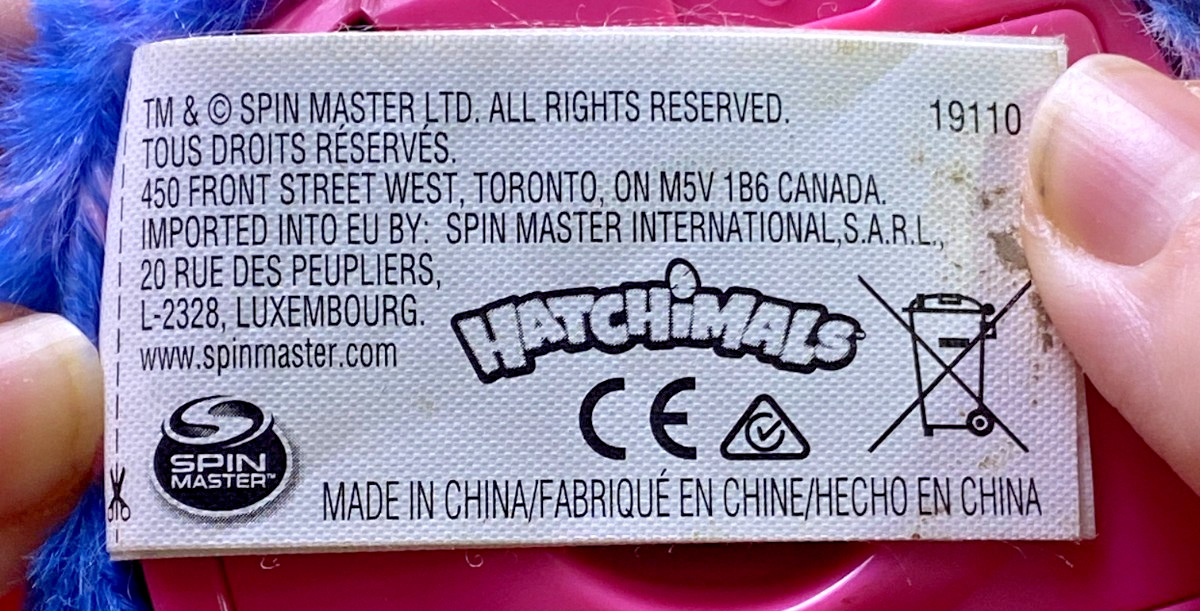 TM & © SPIN MASTER LTD. ALL RIGHTS RESERVED. 19110
TOUS DROITS RÉSERVÉS.
450 FRONT STREET WEST, TORONTO, ON M5V 1B6 CANADA.
IMPORTED INTO EU BY: SPIN MASTER INTERNATIONAL,S.A.R.L.,
20 RUE DES PEUPLIERS,
L-2328, LUXEMBOURG.
www.spinmaster.com
HATCHiMALS
CE
SPIN
MASTER™
MADE IN CHINA/FABRIQUÉ EN CHINE/HECHO EN CHINA